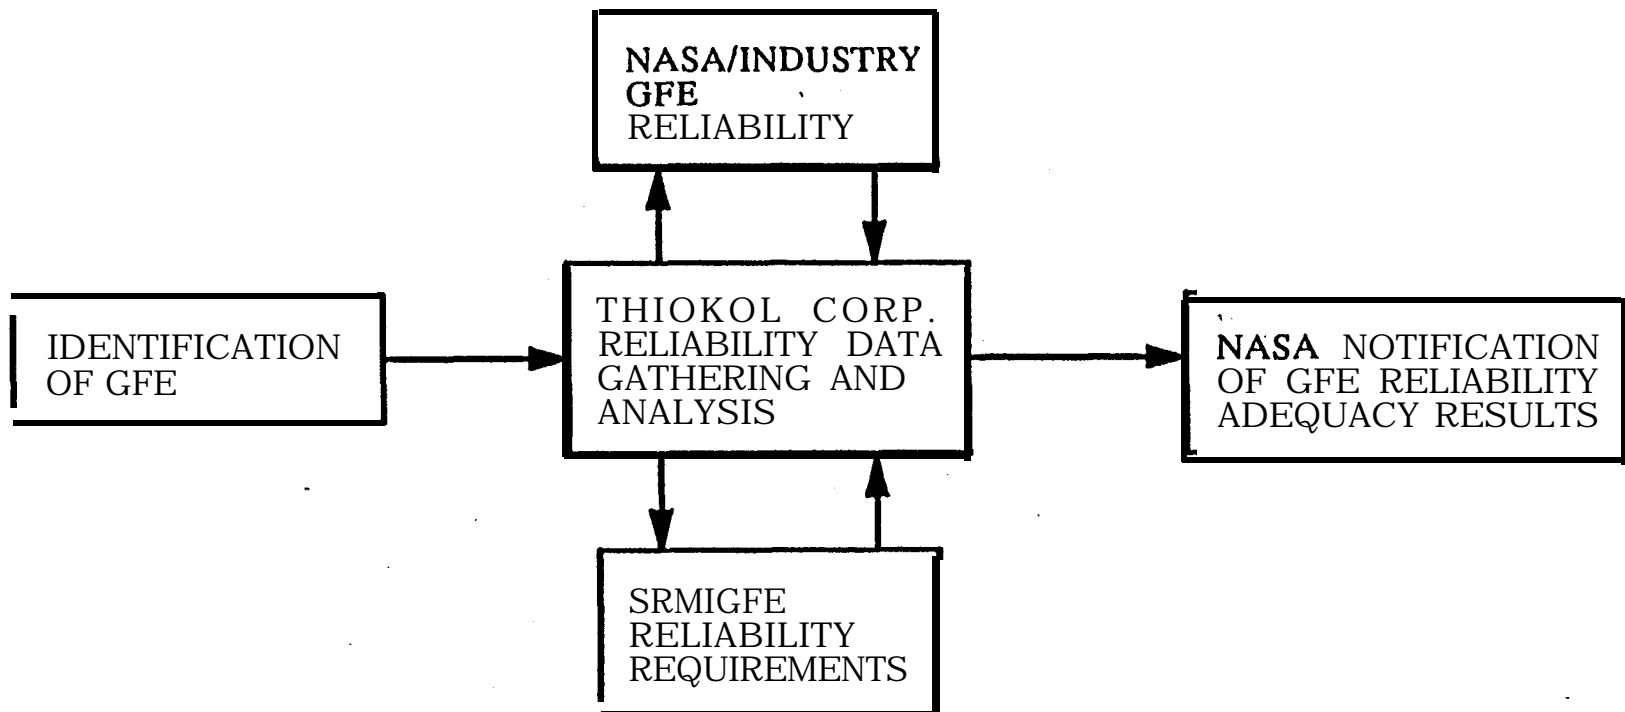 NASA/INDUSTRY
GFE
RELIABILITY
IDENTIFICATION
OF GFE
THIOKOL CORP.
RELIABILITY DATA
GATHERING AND
ANALYSIS
NASA NOTIFICATION
OF GFE RELIABILITY
ADEQUACY RESULTS
SRMIGFE
RELIABILITY
REQUIREMENTS